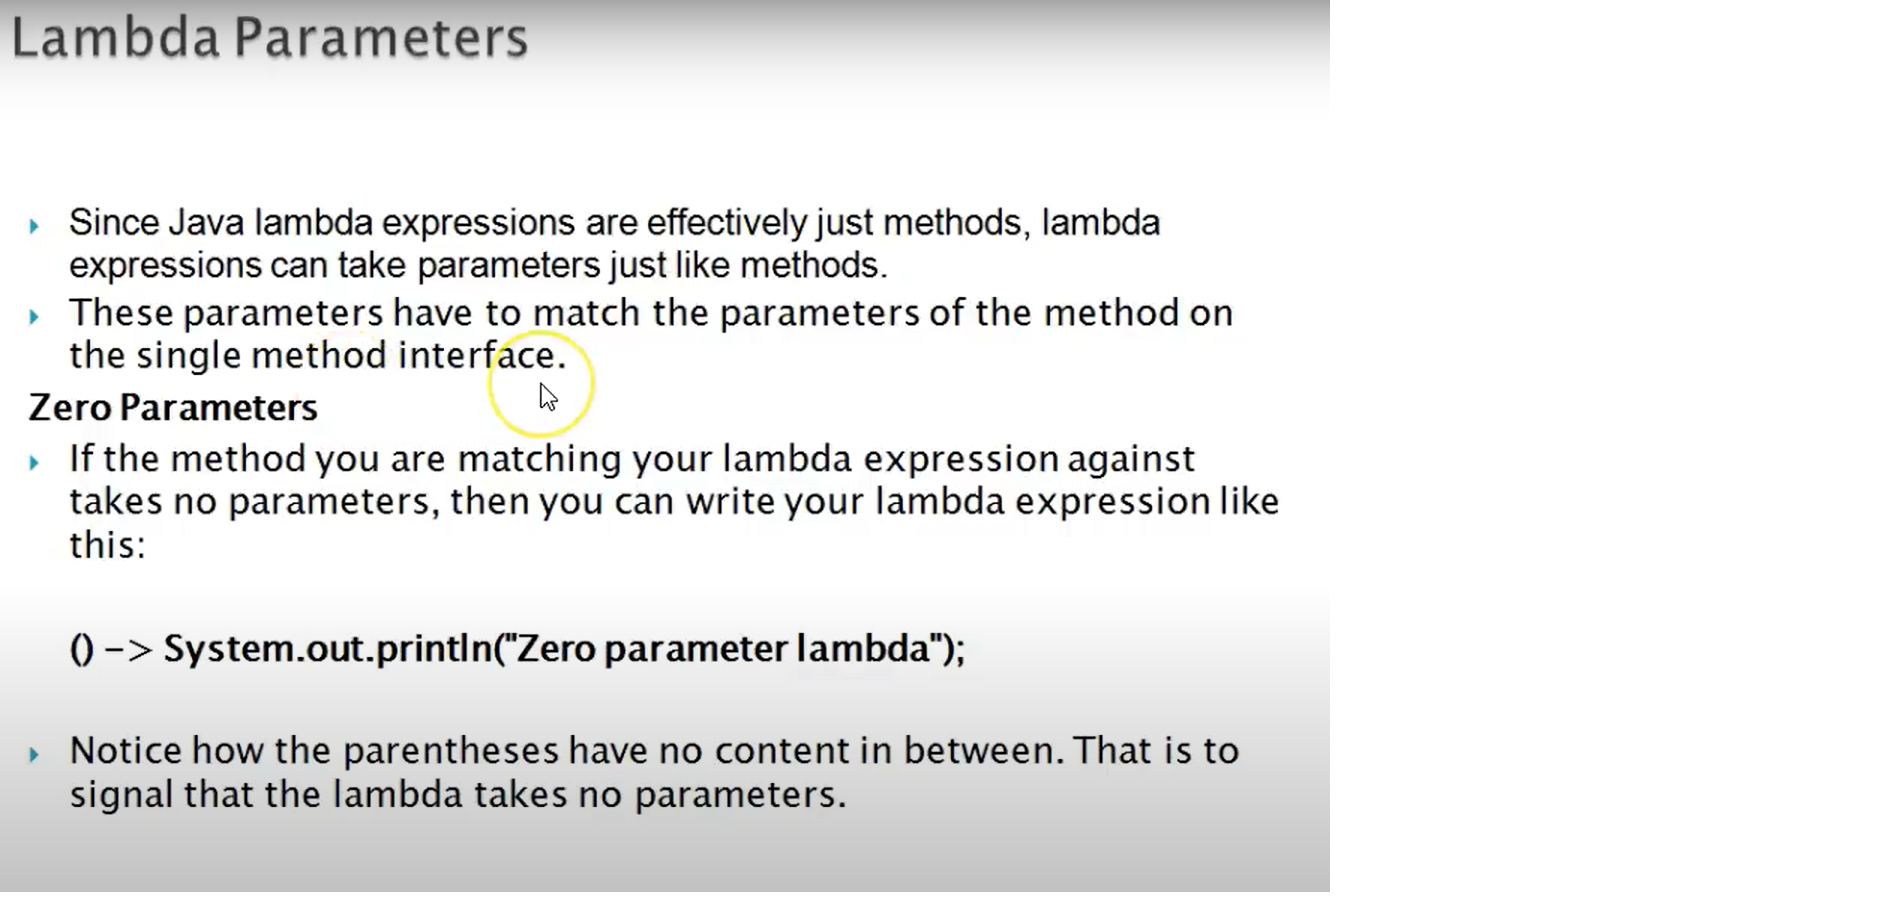 Lambda Parameters
Since Java lambda expressions are effectively just methods, lambda
expressions can take parameters just like methods.
These parameters have to match the parameters of the method on
the single method interface.
Zero Parameters
If the method you are matching your lambda expression against
takes no parameters, then you can write your lambda expression like
this:
() -> System.out.println("Zero parameter lambda");
Notice how the parentheses have no content in between. That is to
signal that the lambda takes no parameters.